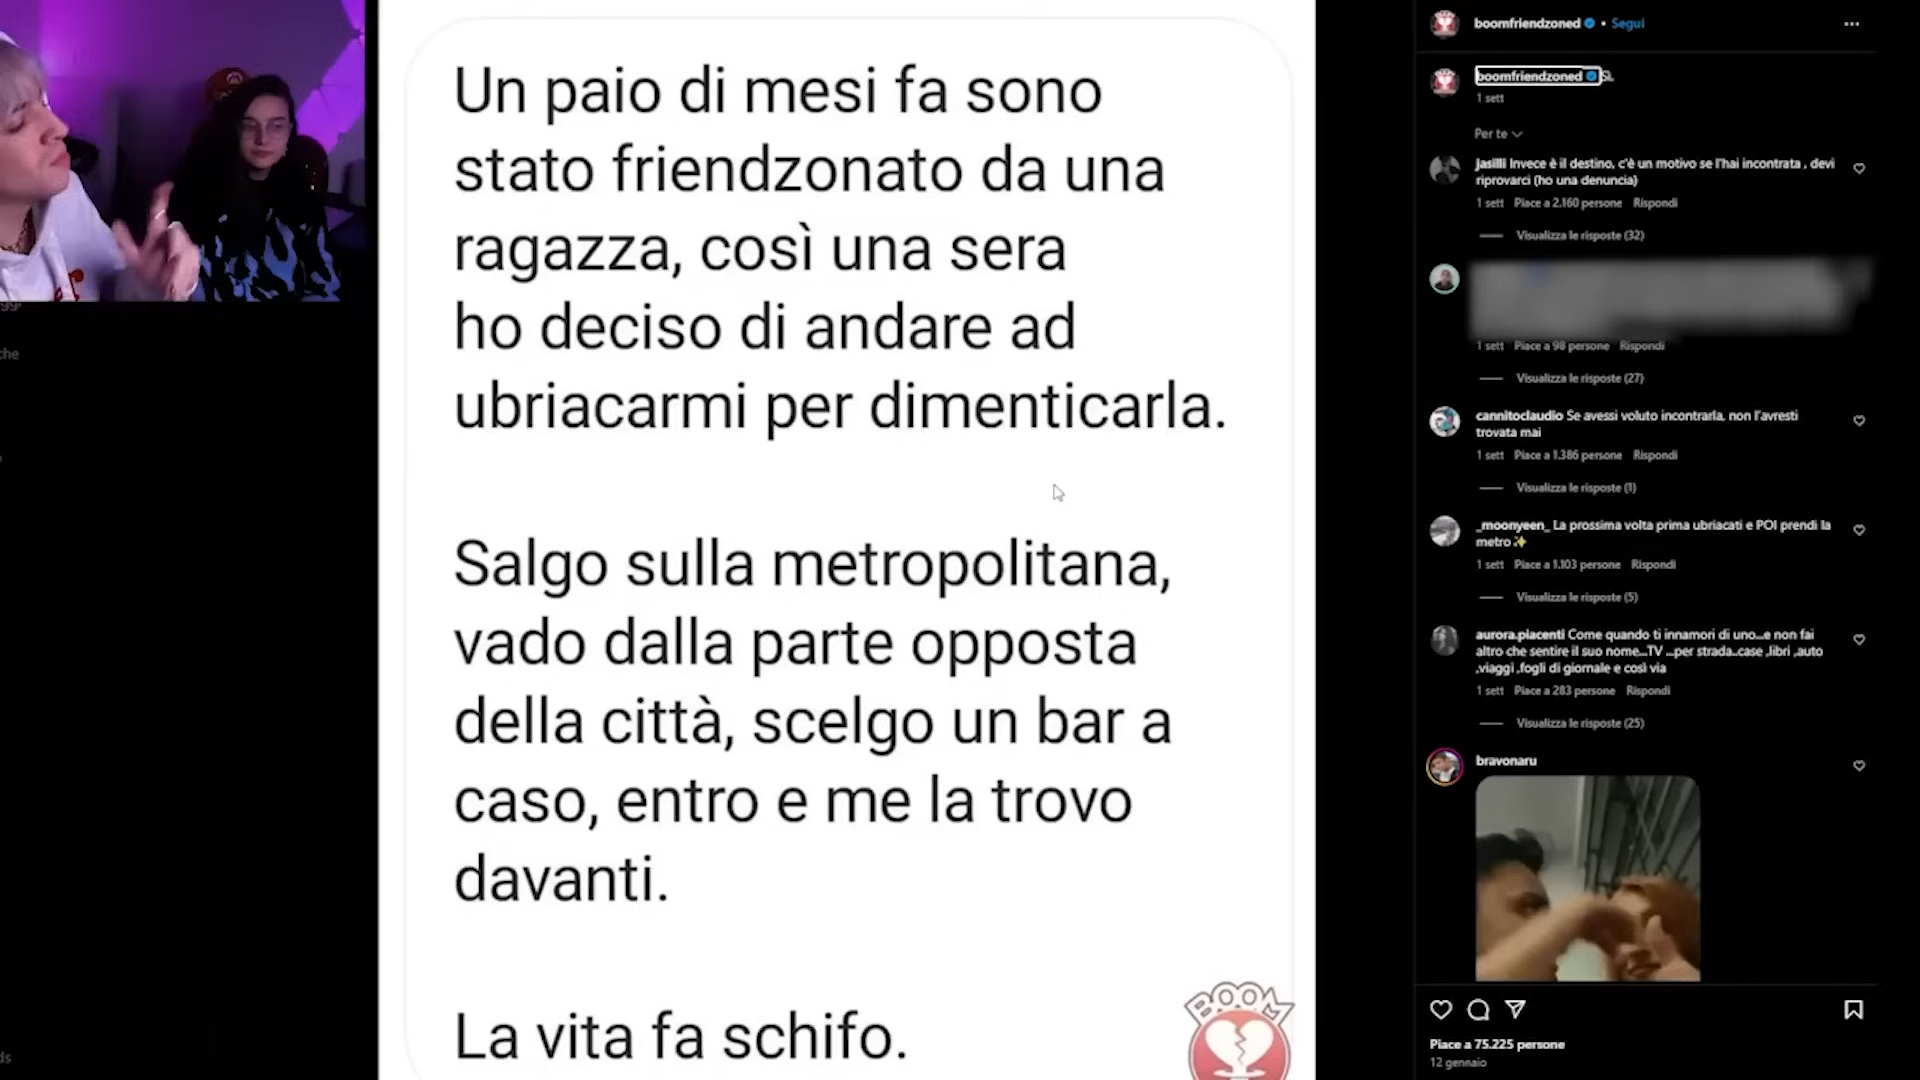 Un paio di mesi fa sono
stato friendzonato da una
ragazza, così una sera
ho deciso di andare ad
ubriacarmi per dimenticarla.
Salgo sulla metropolitana,
vado dalla parte opposta
della città, scelgo un bar a
caso, entro e me la trovo
davanti.
La vita fa schifo.
BOOM
che
ds
boomfriendzoned • Segui
boomfriendzoned
1 sett
Per te
jasilli Invece è il destino, c'è un motivo se l'hai incontrata , devi
riprovarci (ho una denuncia)
1 sett Piace a 2.160 persone Rispondi
Visualizza le risposte (32)
1 sett Piace a 98 persone Rispondi
Visualizza le risposte (27)
cannitoclaudio Se avessi voluto incontrarla, non l'avresti
trovata mai
1 sett Piace a 1.386 persone Rispondi
Visualizza le risposte (1)
_moonyeen_ La prossima volta prima ubriacati e POI prendi la
metro✨
1 sett Piace a 1.103 persone Rispondi
Visualizza le risposte (5)
aurora.piacenti Come quando ti innamori di uno...e non fai
altro che sentire il suo nome...TV ...per strada..case ,libri ,auto
,viaggi ,fogli di giornale e così via
1 sett Piace a 283 persone Rispondi
Visualizza le risposte (25)
bravonaru
Piace a 75.225 persone
12 gennaio